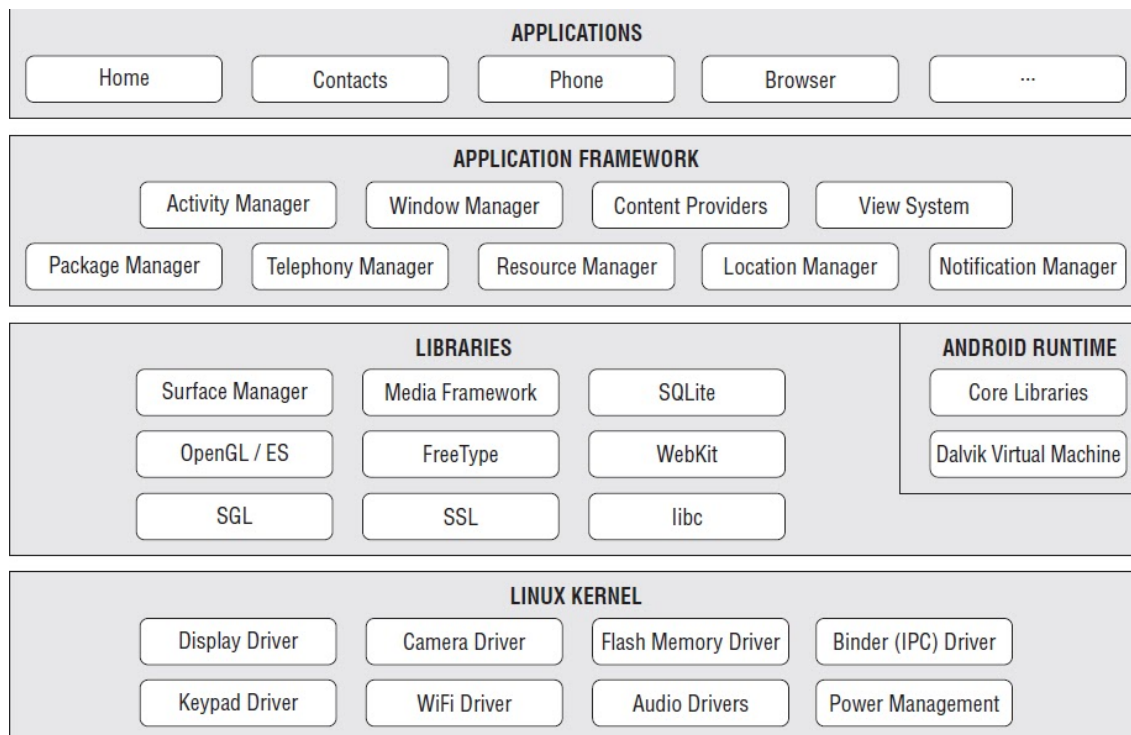 APPLICATIONS
Home
Contacts
Phone
Browser
...
APPLICATION FRAMEWORK
Activity Manager
Window Manager
Content Providers
View System
Package Manager
Telephony Manager
Resource Manager
Location Manager
Notification Manager
LIBRARIES
Surface Manager
Media Framework
SQLite
OpenGL / ES
FreeType
WebKit
SGL
SSL
libc
ANDROID RUNTIME
Core Libraries
Dalvik Virtual Machine
LINUX KERNEL
Display Driver
Camera Driver
Flash Memory Driver
Binder (IPC) Driver
Keypad Driver
WiFi Driver
Audio Drivers
Power Management